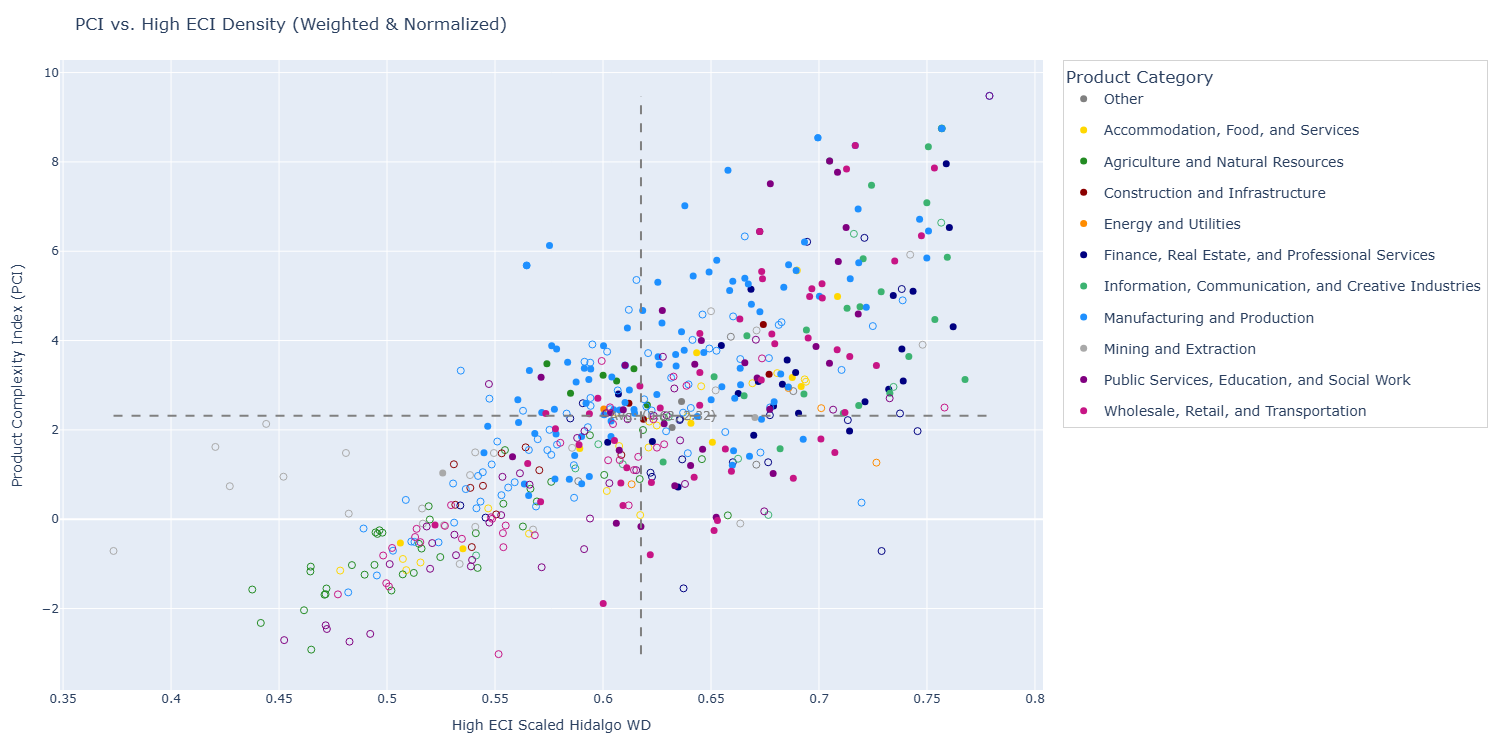 PCI vs. High ECI Density (Weighted & Normalized)
Product Complexity Index (PCI)
10
8
6
4
2
0
−2
0.35
0.4
0.45
0.5
0.55
0.6
0.65
0.7
0.75
0.8
High ECI Scaled Hidalgo WD
Product Category
Other
Accommodation, Food, and Services
Agriculture and Natural Resources
Construction and Infrastructure
Energy and Utilities
Finance, Real Estate, and Professional Services
Information, Communication, and Creative Industries
Manufacturing and Production
Mining and Extraction
Public Services, Education, and Social Work
Wholesale, Retail, and Transportation